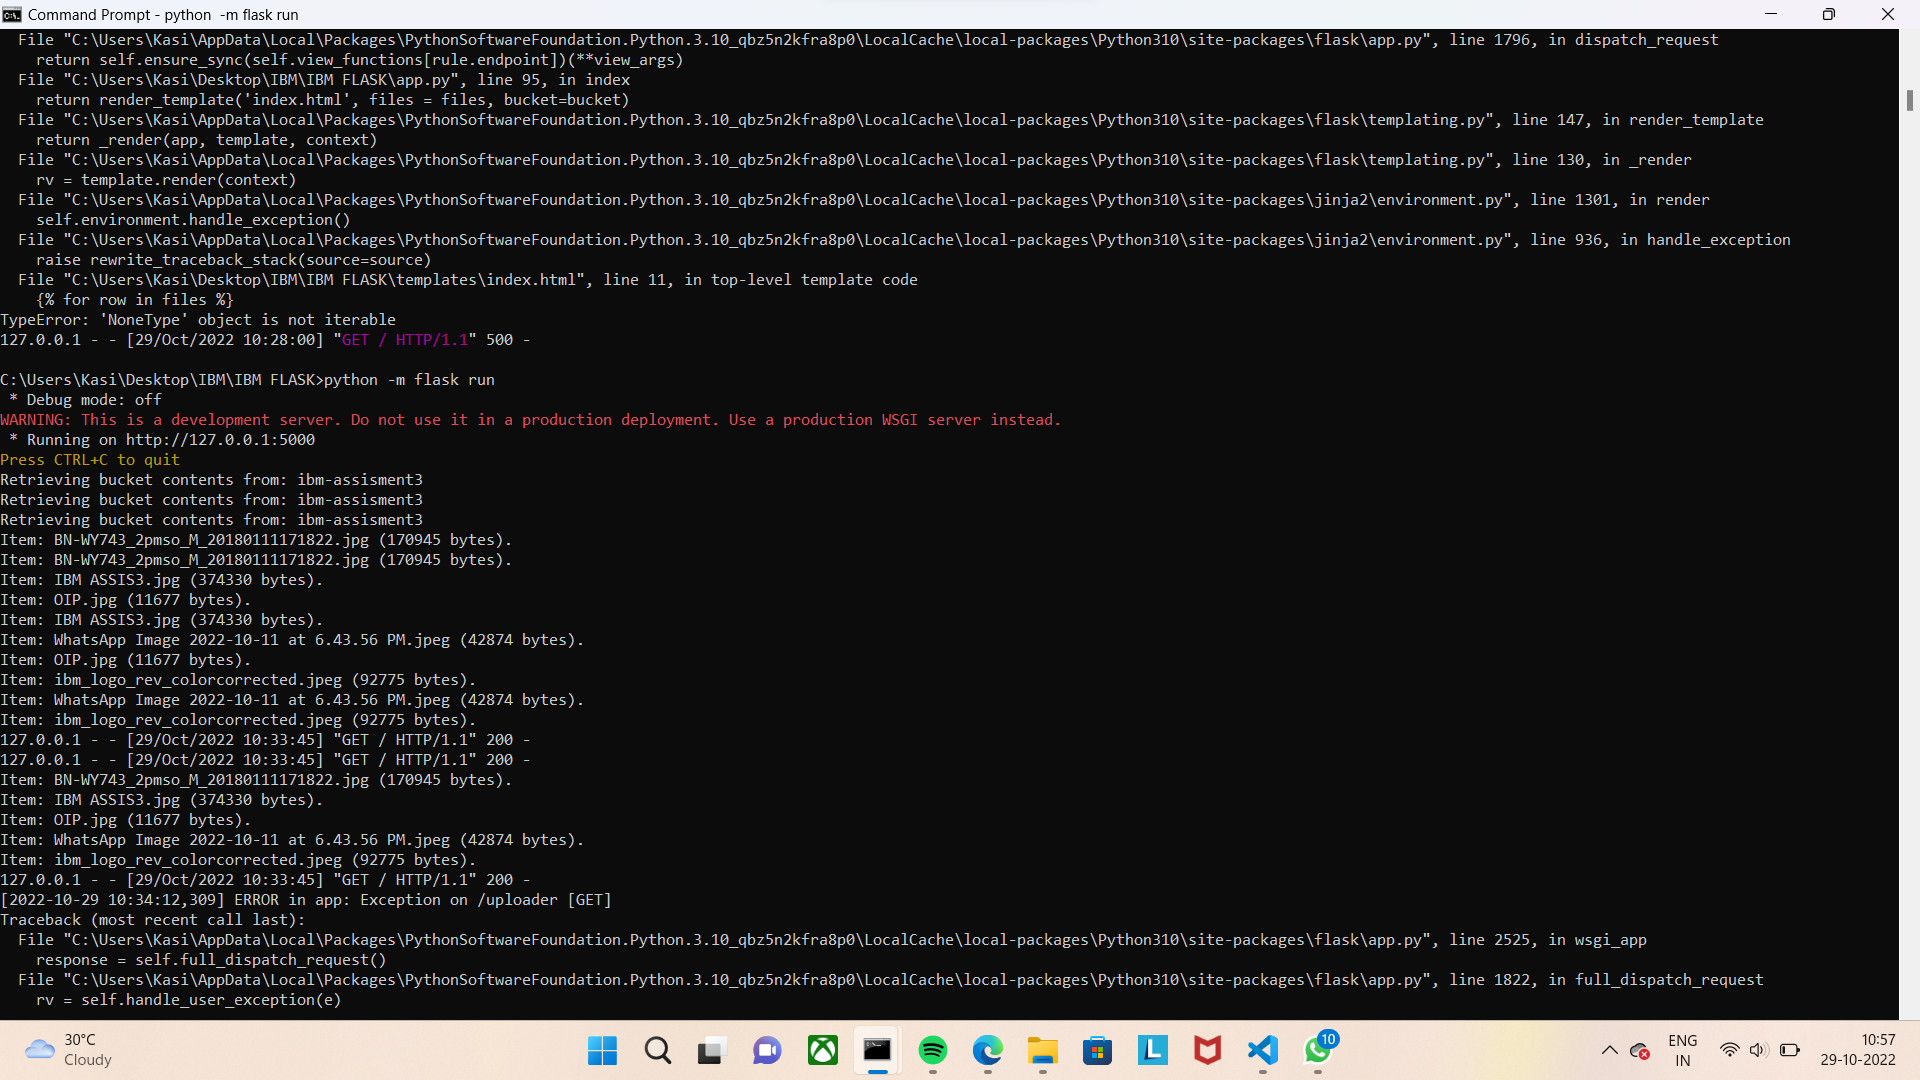 Command Prompt - python  -m flask run
  File "C:\Users\Kasi\AppData\Local\Packages\PythonSoftwareFoundation.Python.3.10_qbz5n2kfra8p0\LocalCache\local-packages\Python310\site-packages\flask\app.py", line 1796, in dispatch_request
    return self.ensure_sync(self.view_functions[rule.endpoint])(**view_args)
  File "C:\Users\Kasi\Desktop\IBM\IBM FLASK\app.py", line 95, in index
    return render_template('index.html', files = files, bucket=bucket)
  File "C:\Users\Kasi\AppData\Local\Packages\PythonSoftwareFoundation.Python.3.10_qbz5n2kfra8p0\LocalCache\local-packages\Python310\site-packages\flask\templating.py", line 147, in render_template
    return _render(app, template, context)
  File "C:\Users\Kasi\AppData\Local\Packages\PythonSoftwareFoundation.Python.3.10_qbz5n2kfra8p0\LocalCache\local-packages\Python310\site-packages\flask\templating.py", line 130, in _render
    rv = template.render(context)
  File "C:\Users\Kasi\AppData\Local\Packages\PythonSoftwareFoundation.Python.3.10_qbz5n2kfra8p0\LocalCache\local-packages\Python310\site-packages\jinja2\environment.py", line 1301, in render
    self.environment.handle_exception()
  File "C:\Users\Kasi\AppData\Local\Packages\PythonSoftwareFoundation.Python.3.10_qbz5n2kfra8p0\LocalCache\local-packages\Python310\site-packages\jinja2\environment.py", line 936, in handle_exception
    raise rewrite_traceback_stack(source=source)
  File "C:\Users\Kasi\Desktop\IBM\IBM FLASK\templates\index.html", line 11, in top-level template code
    {% for row in files %}
TypeError: 'NoneType' object is not iterable
127.0.0.1 - - [29/Oct/2022 10:28:00] "GET / HTTP/1.1" 500 -
C:\Users\Kasi\Desktop\IBM\IBM FLASK>python -m flask run
 * Debug mode: off
WARNING: This is a development server. Do not use it in a production deployment. Use a production WSGI server instead.
 * Running on http://127.0.0.1:5000
Press CTRL+C to quit
Retrieving bucket contents from: ibm-assisment3
Retrieving bucket contents from: ibm-assisment3
Retrieving bucket contents from: ibm-assisment3
Item: BN-WY743_2pmso_M_20180111171822.jpg (170945 bytes).
Item: BN-WY743_2pmso_M_20180111171822.jpg (170945 bytes).
Item: IBM ASSIS3.jpg (374330 bytes).
Item: OIP.jpg (11677 bytes).
Item: IBM ASSIS3.jpg (374330 bytes).
Item: WhatsApp Image 2022-10-11 at 6.43.56 PM.jpeg (42874 bytes).
Item: OIP.jpg (11677 bytes).
Item: ibm_logo_rev_colorcorrected.jpeg (92775 bytes).
Item: WhatsApp Image 2022-10-11 at 6.43.56 PM.jpeg (42874 bytes).
Item: ibm_logo_rev_colorcorrected.jpeg (92775 bytes).
127.0.0.1 - - [29/Oct/2022 10:33:45] "GET / HTTP/1.1" 200 -
127.0.0.1 - - [29/Oct/2022 10:33:45] "GET / HTTP/1.1" 200 -
Item: BN-WY743_2pmso_M_20180111171822.jpg (170945 bytes).
Item: IBM ASSIS3.jpg (374330 bytes).
Item: OIP.jpg (11677 bytes).
Item: WhatsApp Image 2022-10-11 at 6.43.56 PM.jpeg (42874 bytes).
Item: ibm_logo_rev_colorcorrected.jpeg (92775 bytes).
127.0.0.1 - - [29/Oct/2022 10:33:45] "GET / HTTP/1.1" 200 -
[2022-10-29 10:34:12,309] ERROR in app: Exception on /uploader [GET]
Traceback (most recent call last):
  File "C:\Users\Kasi\AppData\Local\Packages\PythonSoftwareFoundation.Python.3.10_qbz5n2kfra8p0\LocalCache\local-packages\Python310\site-packages\flask\app.py", line 2525, in wsgi_app
    response = self.full_dispatch_request()
  File "C:\Users\Kasi\AppData\Local\Packages\PythonSoftwareFoundation.Python.3.10_qbz5n2kfra8p0\LocalCache\local-packages\Python310\site-packages\flask\app.py", line 1822, in full_dispatch_request
    rv = self.handle_user_exception(e)
30°C
Cloudy
10
ENG
IN
10:57
29-10-2022